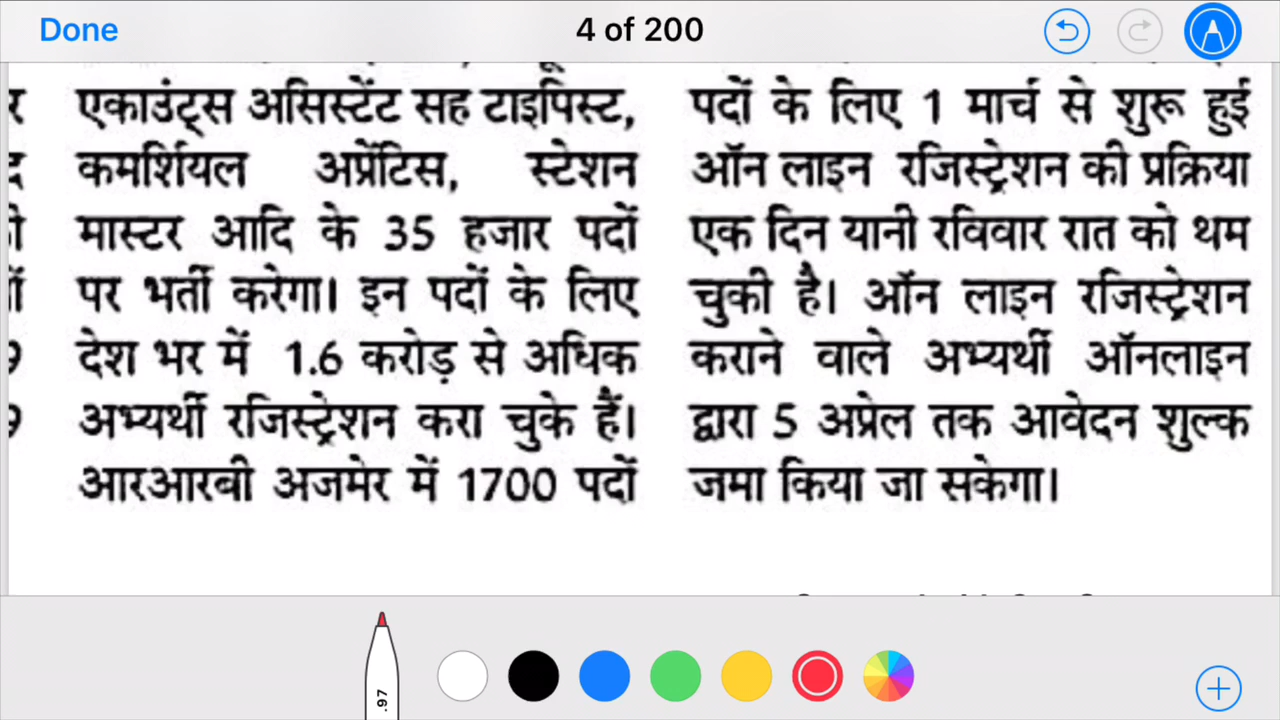 Done
4 of 200
एकाउंट्स असिस्टेंट सह टाइपिस्ट,
कमर्शियल अप्रेंटिस, स्टेशन
मास्टर आदि के 35 हजार पदों
पर भर्ती करेगा। इन पदों के लिए
देश भर में 1.6 करोड़ से अधिक
अभ्यर्थी रजिस्ट्रेशन करा चुके हैं।
आरआरबी अजमेर में 1700 पदों
पदों के लिए 1 मार्च से शुरू हुई
ऑन लाइन रजिस्ट्रेशन की प्रक्रिया
एक दिन यानी रविवार रात को थम
चुकी है। ऑन लाइन रजिस्ट्रेशन
कराने वाले अभ्यर्थी ऑनलाइन
द्वारा 5 अप्रेल तक आवेदन शुल्क
जमा किया जा सकेगा।
.97